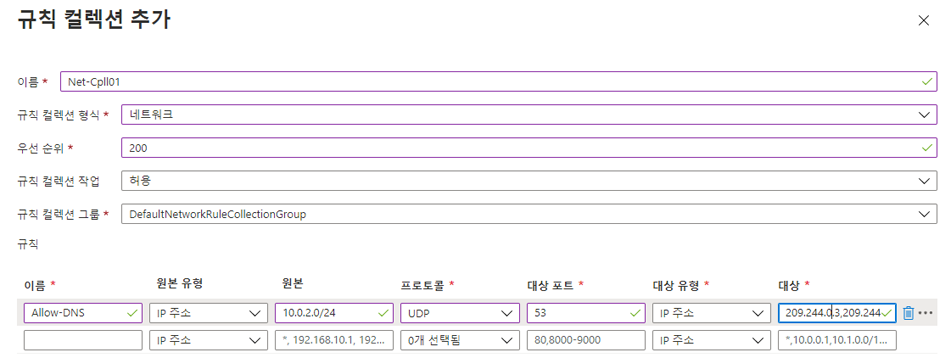 규칙 컬렉션 추가
이름 * Net-Cpll01
규칙 컬렉션 형식 * 네트워크
우선 순위 * 200
규칙 컬렉션 작업 허용
규칙 컬렉션 그룹 * DefaultNetworkRuleCollectionGroup
규칙
이름 * 원본 유형 원본 프로토콜 * 대상 포트 * 대상 유형 * 대상 *
Allow-DNS IP 주소 10.0.2.0/24 UDP 53 IP 주소 209.244.0.3,209.244
IP 주소 *, 192.168.10.1, 192... 0개 선택됨 80,8000-9000 IP 주소 *,10.0.0.1,10.1.0.0/1...